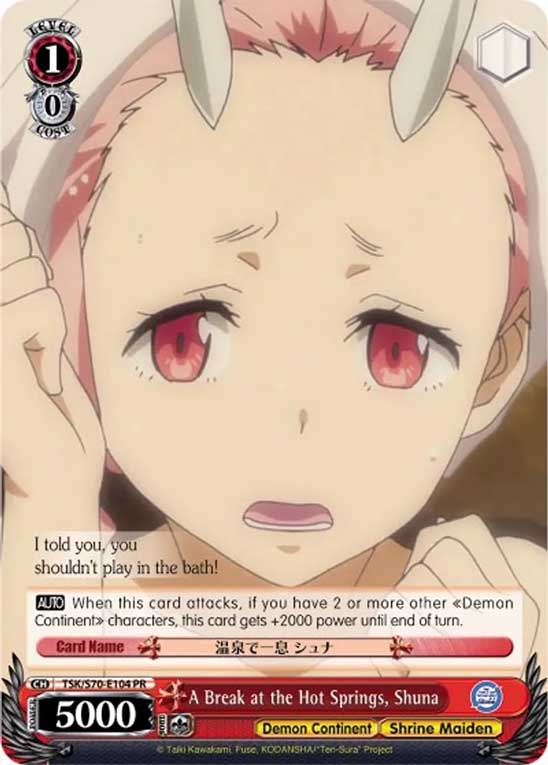 LEVEL
1
0
COST
I told you, you
shouldn't play in the bath!
AUTO When this card attacks, if you have 2 or more other «Demon
Continent» characters, this card gets +2000 power until end of turn.
Card Name 温泉で一息 シュナ
CH TSK/S70-E104 PR
A Break at the Hot Springs, Shuna
POWER 5000 SOUL
Demon Continent Shrine Maiden
© Taiki Kawakami, Fuse, KODANSHA/"Ten-Sura" Project